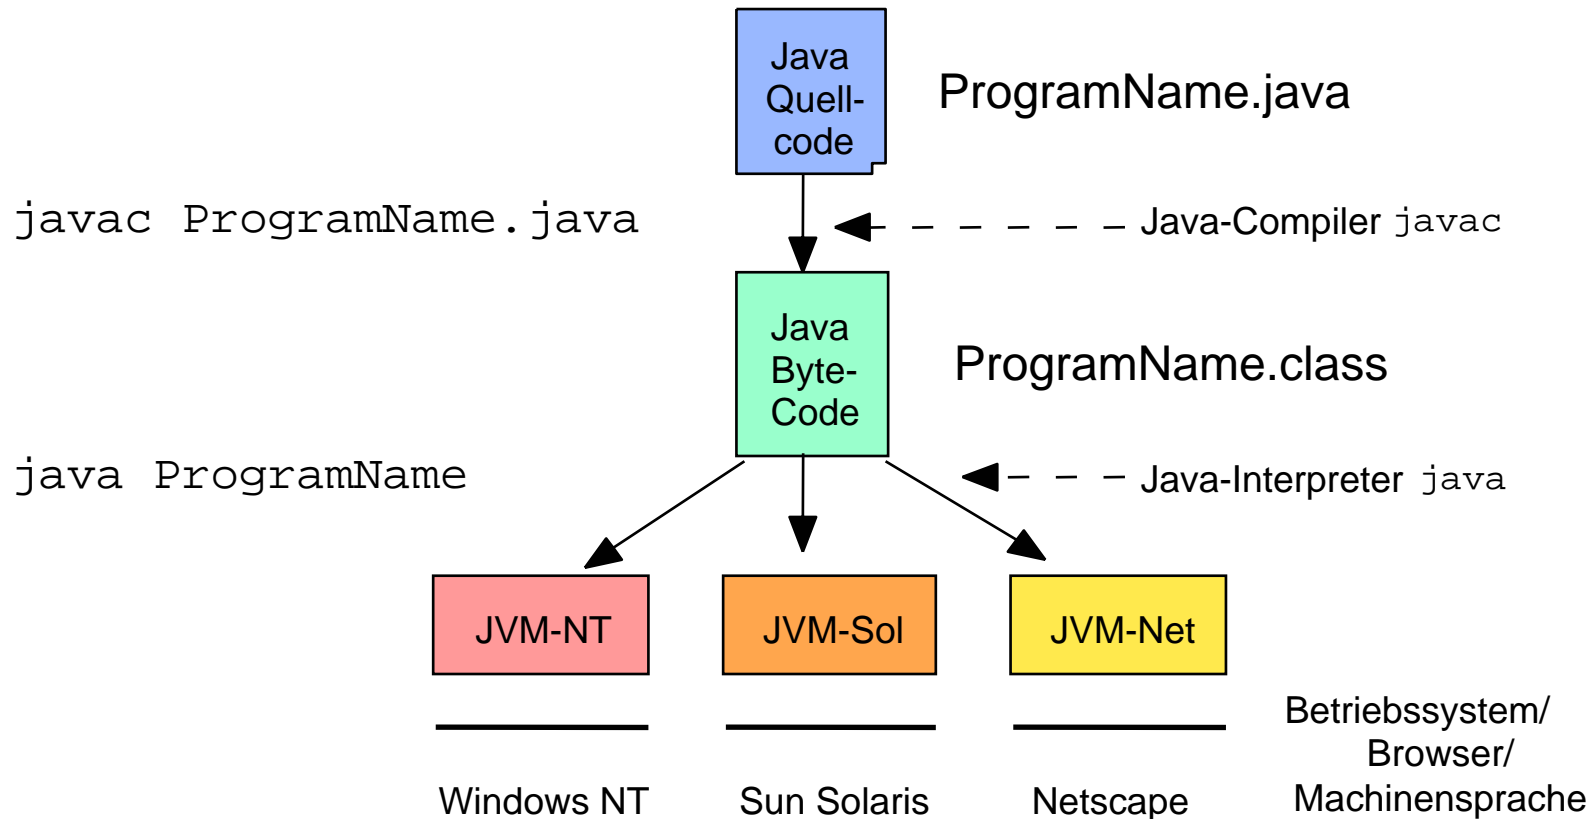 Java
Quell-
code
ProgramName.java
javac ProgramName.java
Java-Compiler javac
Java
Byte-
Code
ProgramName.class
java ProgramName
Java-Interpreter java
JVM-NT
JVM-Sol
JVM-Net
Betriebssystem/
Browser/
Machinensprache
Windows NT
Sun Solaris
Netscape